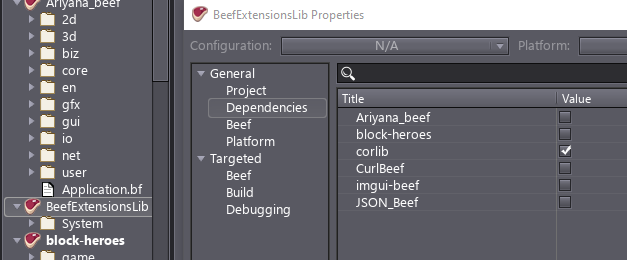 Ariyana_beef
2d
3d
biz
core
en
gfx
gui
io
net
user
Application.bf
BeefExtensionsLib
System
block-heroes
game
BeefExtensionsLib Properties
Configuration: N/A Platform:
General
Project
Dependencies
Beef
Platform
Targeted
Beef
Build
Debugging
Title Value
Ariyana_beef
block-heroes
corlib
CurlBeef
imgui-beef
JSON_Beef